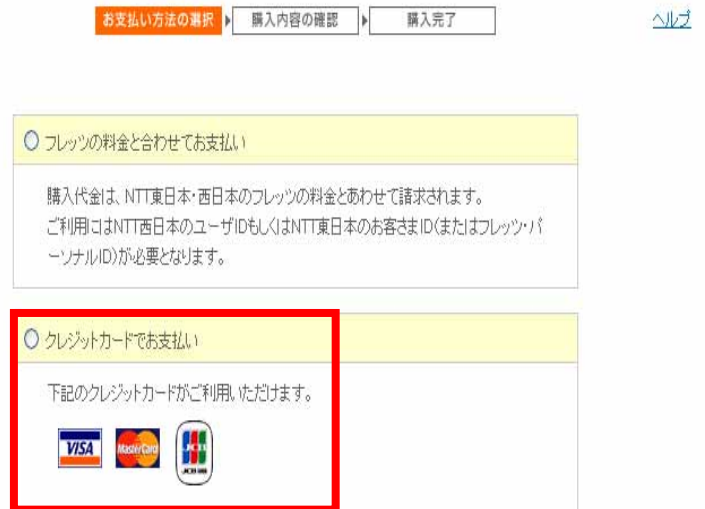 お支払い方法の選択 購入内容の確認 購入完了 ヘルプ
フレッツの料金と合わせてお支払い
購入代金は、NTT東日本・西日本のフレッツの料金とあわせて請求されます。
ご利用にはNTT西日本のユーザIDもしくはNTT東日本のお客さまID(またはフレッツ・パ
ーソナルID)が必要となります。
クレジットカードでお支払い
下記のクレジットカードがご利用いただけます。
VISA MasterCard JCB